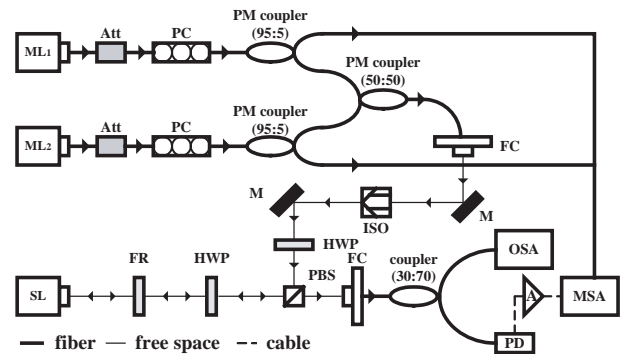 PM coupler
(95:5)
Att
PC
ML1
PM coupler
(50:50)
PM coupler
(95:5)
Att
PC
ML2
FC
M
ISO
M
HWP
FR
HWP
PBS
FC
coupler
(30:70)
OSA
SL
A
MSA
PD
fiber
free space
cable